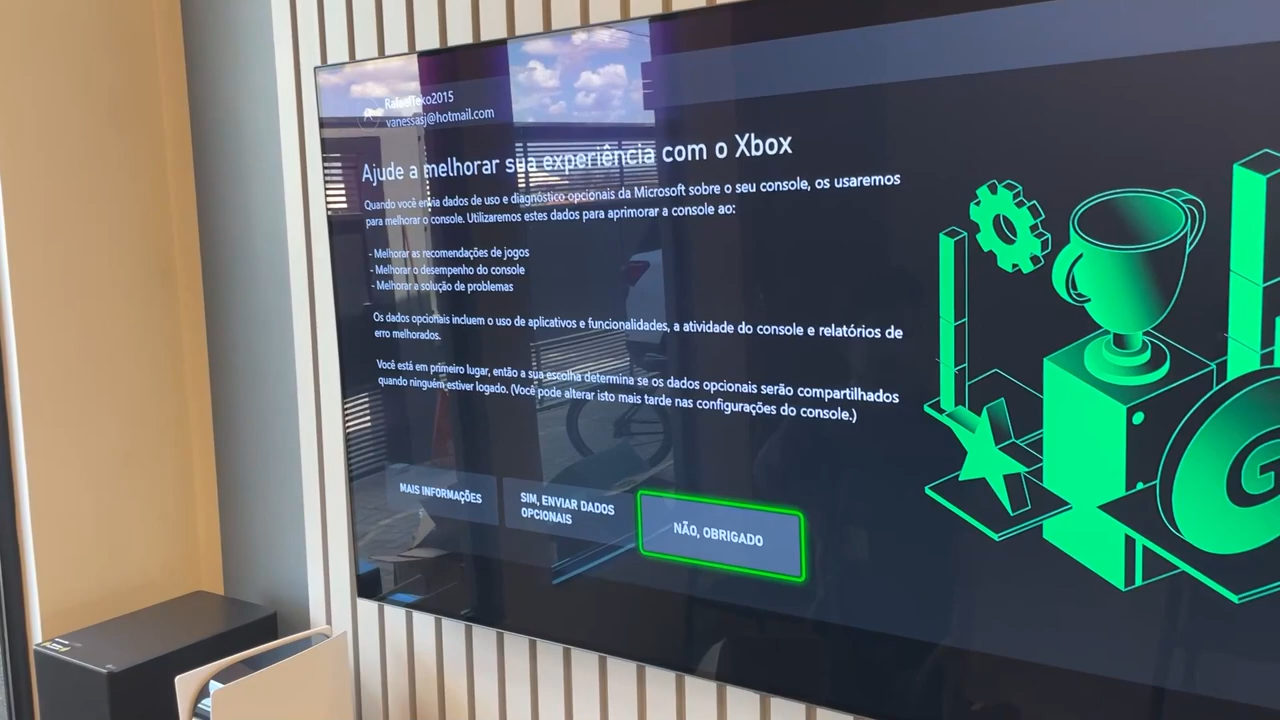 RafaelTeko2015
vanessasj@hotmail.com
Ajude a melhorar sua experiência com o Xbox
Quando você envia dados de uso e diagnóstico opcionais da Microsoft sobre o seu console, os usaremos
para melhorar o console. Utilizaremos estes dados para aprimorar a console ao:
- Melhorar as recomendações de jogos
- Melhorar o desempenho do console
- Melhorar a solução de problemas
Os dados opcionais incluem o uso de aplicativos e funcionalidades, a atividade do console e relatórios de
erro melhorados.
Você está em primeiro lugar, então a sua escolha determina se os dados opcionais serão compartilhados
quando ninguém estiver logado. (Você pode alterar isto mais tarde nas configurações do console.)
MAIS INFORMAÇÕES
SIM, ENVIAR DADOS
OPCIONAIS
NÃO, OBRIGADO
G